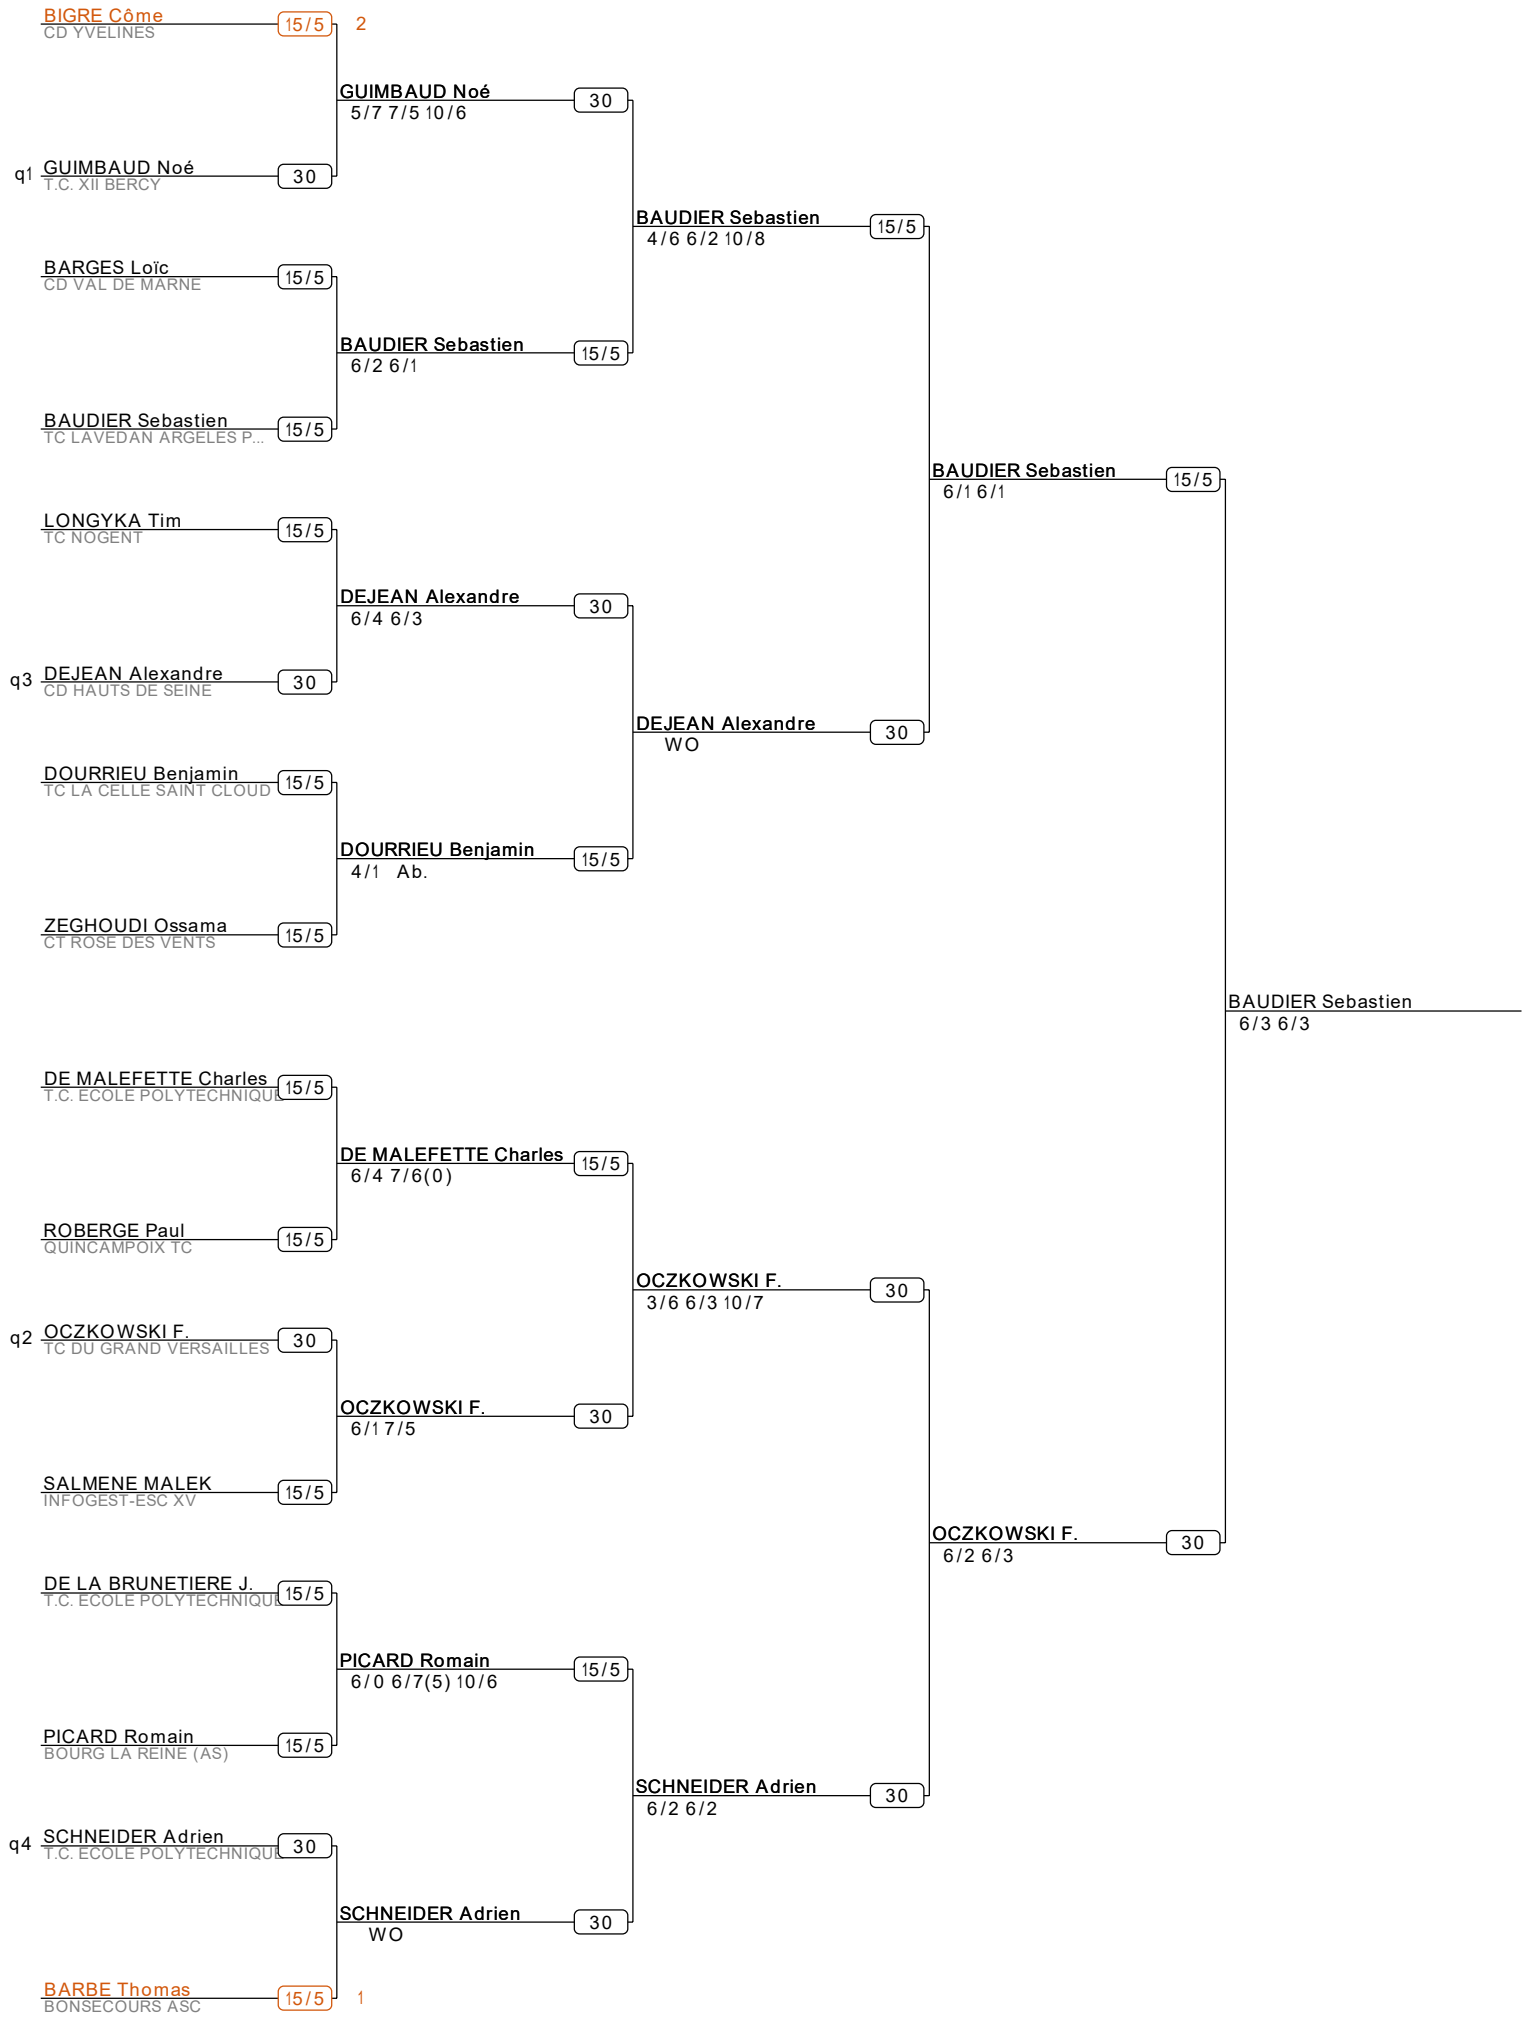 BIGRE Côme
15/5 2
CD YVELINES
GUIMBAUD Noé
30
5/7 7/5 10/6
q1 GUIMBAUD Noé
30
T.C. XII BERCY
BAUDIER Sebastien
15/5
4/6 6/2 10/8
BARGES Loïc
15/5
CD VAL DE MARNE
BAUDIER Sebastien
15/5
6/2 6/1
BAUDIER Sebastien
15/5
TC LAVEDAN ARGELES P...
BAUDIER Sebastien
15/5
6/1 6/1
LONGYKA Tim
15/5
TC NOGENT
DEJEAN Alexandre
30
6/4 6/3
q3 DEJEAN Alexandre
30
CD HAUTS DE SEINE
DEJEAN Alexandre
30
WO
DOURRIEU Benjamin
15/5
TC LA CELLE SAINT CLOUD
DOURRIEU Benjamin
15/5
4/1 Ab.
ZEGHOUDI Ossama
15/5
CT ROSE DES VENTS
BAUDIER Sebastien
6/3 6/3
DE MALEFETTE Charles
15/5
T.C. ECOLE POLYTECHNIQUE
DE MALEFETTE Charles
15/5
6/4 7/6(0)
ROBERGE Paul
15/5
QUINCAMPOIX TC
OCZKOWSKI F.
30
3/6 6/3 10/7
q2 OCZKOWSKI F.
30
TC DU GRAND VERSAILLES
OCZKOWSKI F.
30
6/1 7/5
SALMENE MALEK
15/5
INFOGEST-ESC XV
OCZKOWSKI F.
30
6/2 6/3
DE LA BRUNETIERE J.
15/5
T.C. ECOLE POLYTECHNIQUE
PICARD Romain
15/5
6/0 6/7(5) 10/6
PICARD Romain
15/5
BOURG LA REINE (AS)
SCHNEIDER Adrien
30
6/2 6/2
q4 SCHNEIDER Adrien
30
T.C. ECOLE POLYTECHNIQUE
SCHNEIDER Adrien
30
WO
BARBE Thomas
15/5 1
BONSECOURS ASC